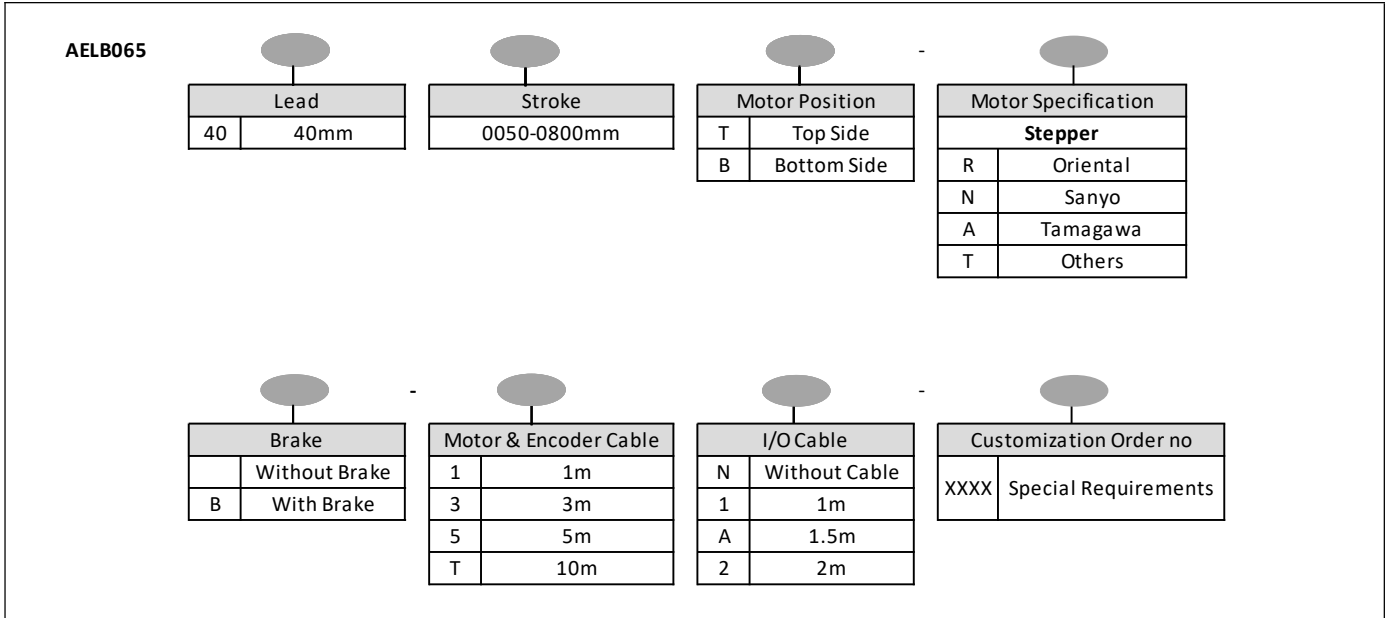 AELB065 -
Lead Stroke Motor Position Motor Specification
40 40mm 0050-0800mm T Top Side Stepper
B Bottom Side R Oriental
N Sanyo
A Tamagawa
T Others
- -
Brake Motor & Encoder Cable I/O Cable Customization Order no
Without Brake 1 1m N Without Cable XXXX Special Requirements
B With Brake 3 3m 1 1m
5 5m A 1.5m
T 10m 2 2m